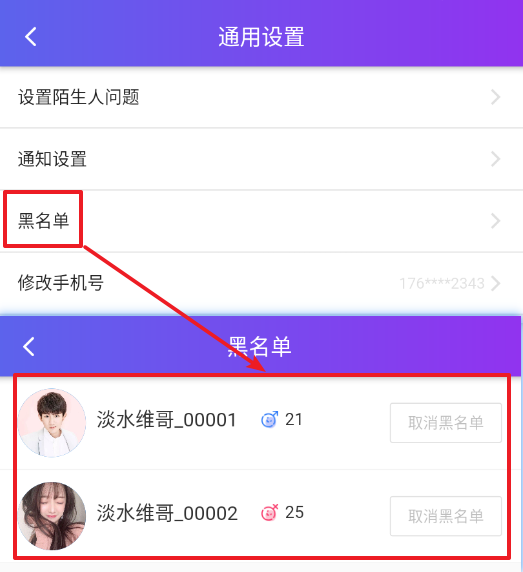 通用设置
设置陌生人问题
通知设置
黑名单
修改手机号 176****2343
黑名单
淡水维哥_00001 21 取消黑名单
淡水维哥_00002 25 取消黑名单